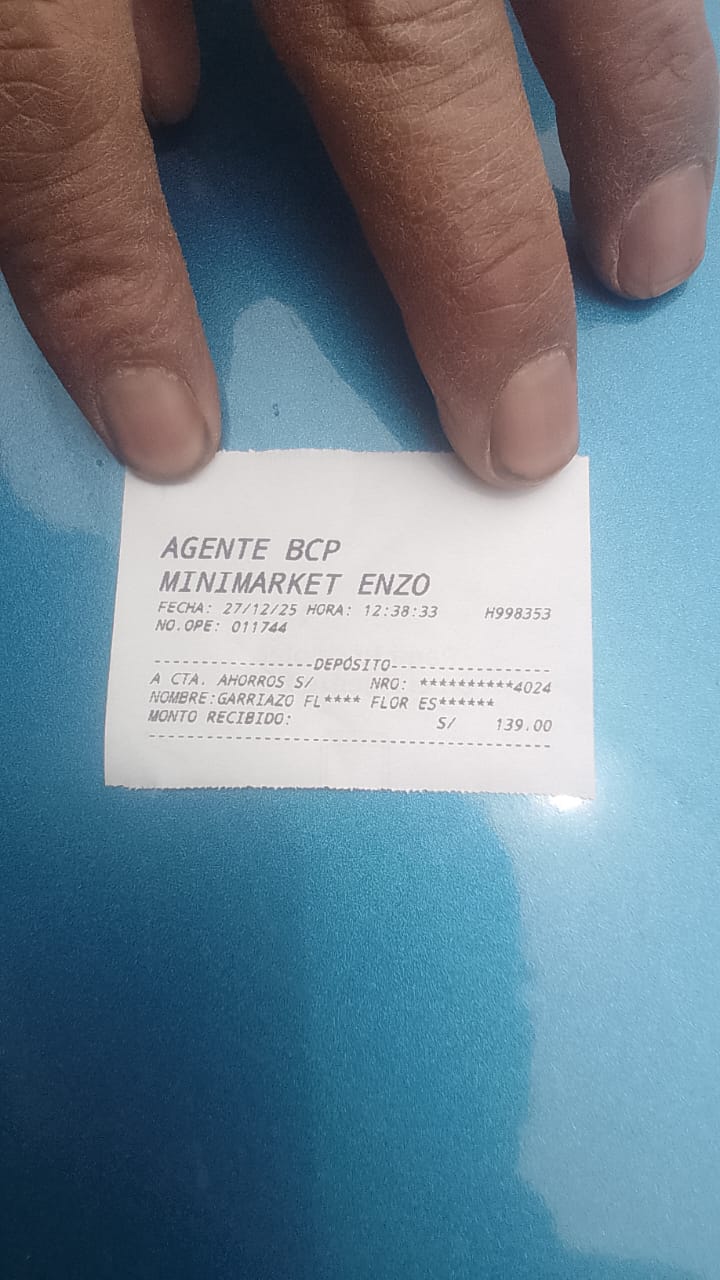 AGENTE BCP
MINIMARKET ENZO
FECHA: 27/12/25 HORA: 12:38:33 H998353
NO.OPE: 011744
-----------------DEPÓSITO-----------------
A CTA. AHORROS S/ NRO: **********4024
NOMBRE:GARRIAZO FL**** FLOR ES******
MONTO RECIBIDO: S/ 139.00